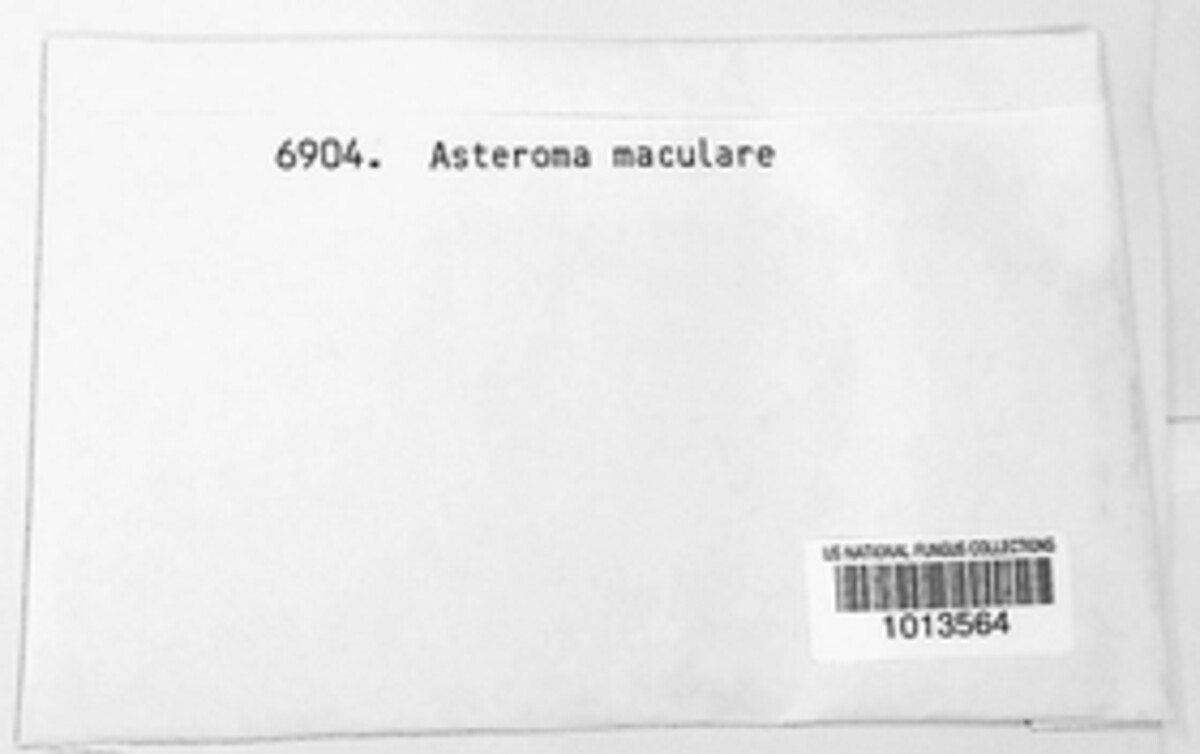 6904. Asteroma maculare
US NATIONAL FUNGUS COLLECTIONS
1013564